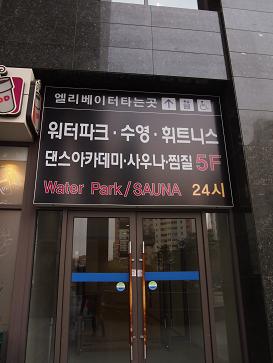 엘리베이터타는곳
워터파크·수영·휘트니스
댄스아카데미·사우나·찜질 5F
Water Park/SAUNA 24시